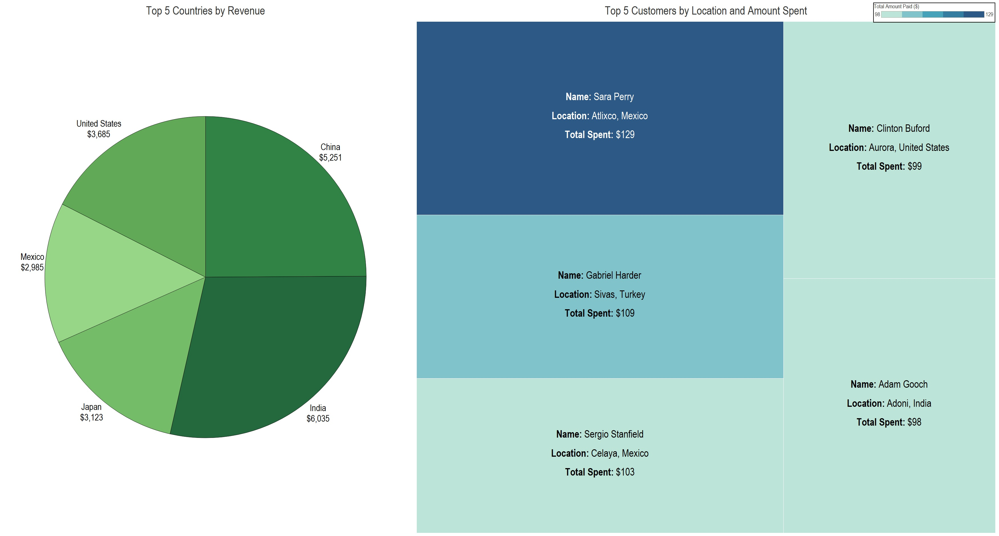 Top 5 Countries by Revenue
United States
$3,685
China
$5,251
Mexico
$2,985
Japan
$3,123
India
$6,035
Top 5 Customers by Location and Amount Spent
Total Amount Paid ($)
98 129
Name: Sara Perry
Location: Atlixco, Mexico
Total Spent: $129
Name: Clinton Buford
Location: Aurora, United States
Total Spent: $99
Name: Gabriel Harder
Location: Sivas, Turkey
Total Spent: $109
Name: Adam Gooch
Location: Adoni, India
Total Spent: $98
Name: Sergio Stanfield
Location: Celaya, Mexico
Total Spent: $103